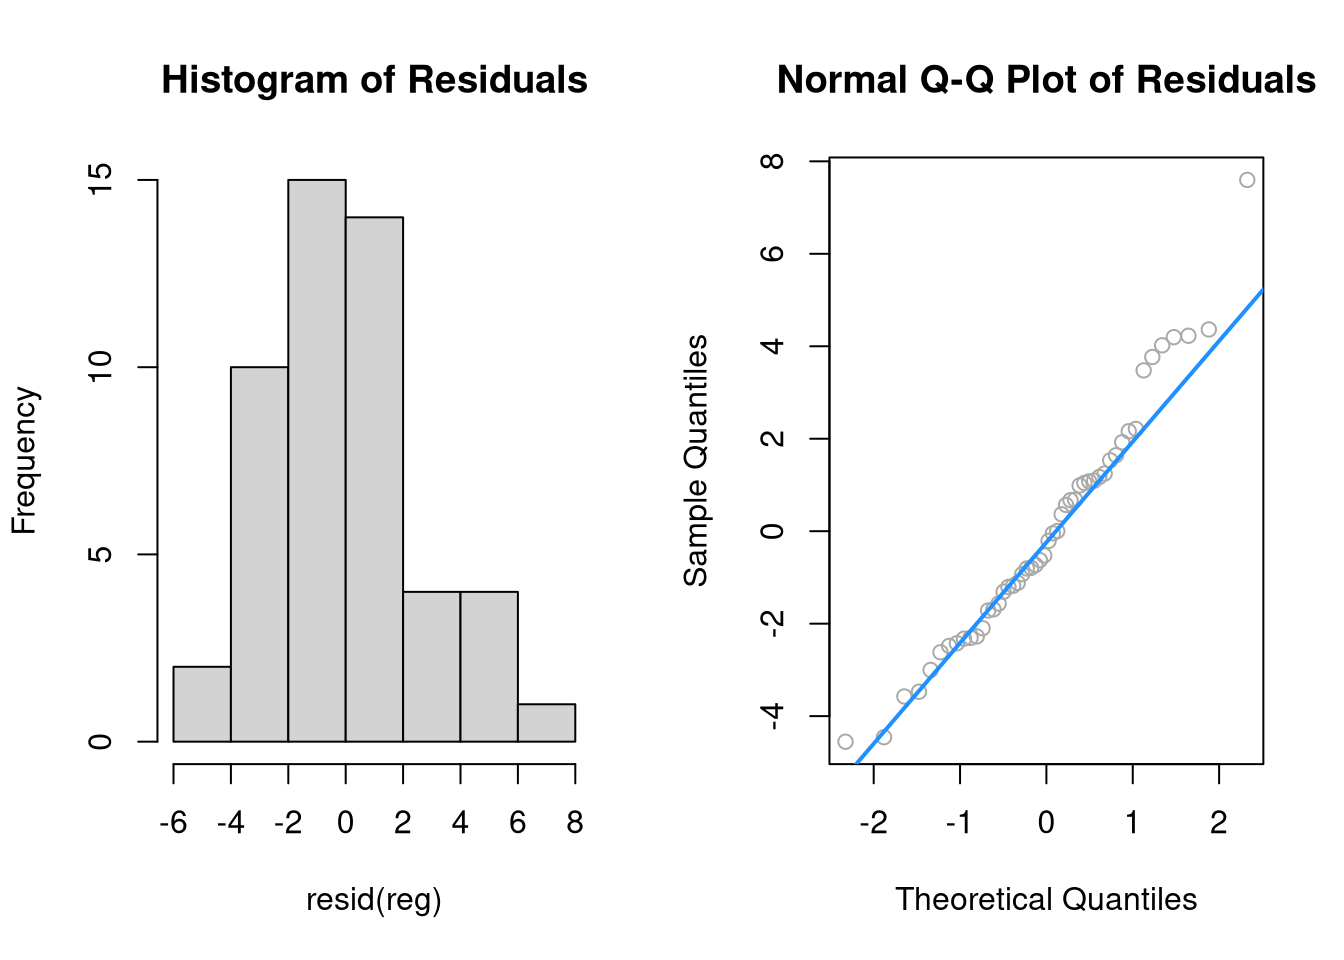 Histogram of Residuals
Frequency
15
10
5
0
-6 -4 -2 0 2 4 6 8
resid(reg)
Normal Q-Q Plot of Residuals
Sample Quantiles
8
6
4
2
0
-2
-4
-2 -1 0 1 2
Theoretical Quantiles